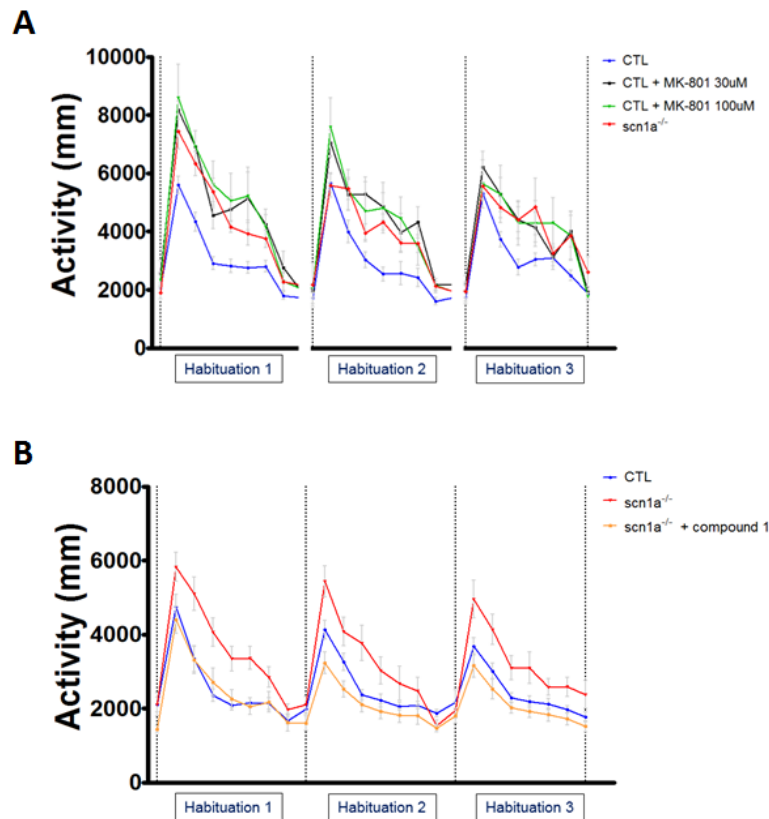 A
10000
8000
6000
4000
2000
0
Activity (mm)
CTL
CTL + MK-801 30uM
CTL + MK-801 100uM
scn1a-/-
Habituation 1
Habituation 2
Habituation 3
B
8000
6000
4000
2000
0
Activity (mm)
CTL
scn1a-/-
scn1a-/- + compound 1
Habituation 1
Habituation 2
Habituation 3